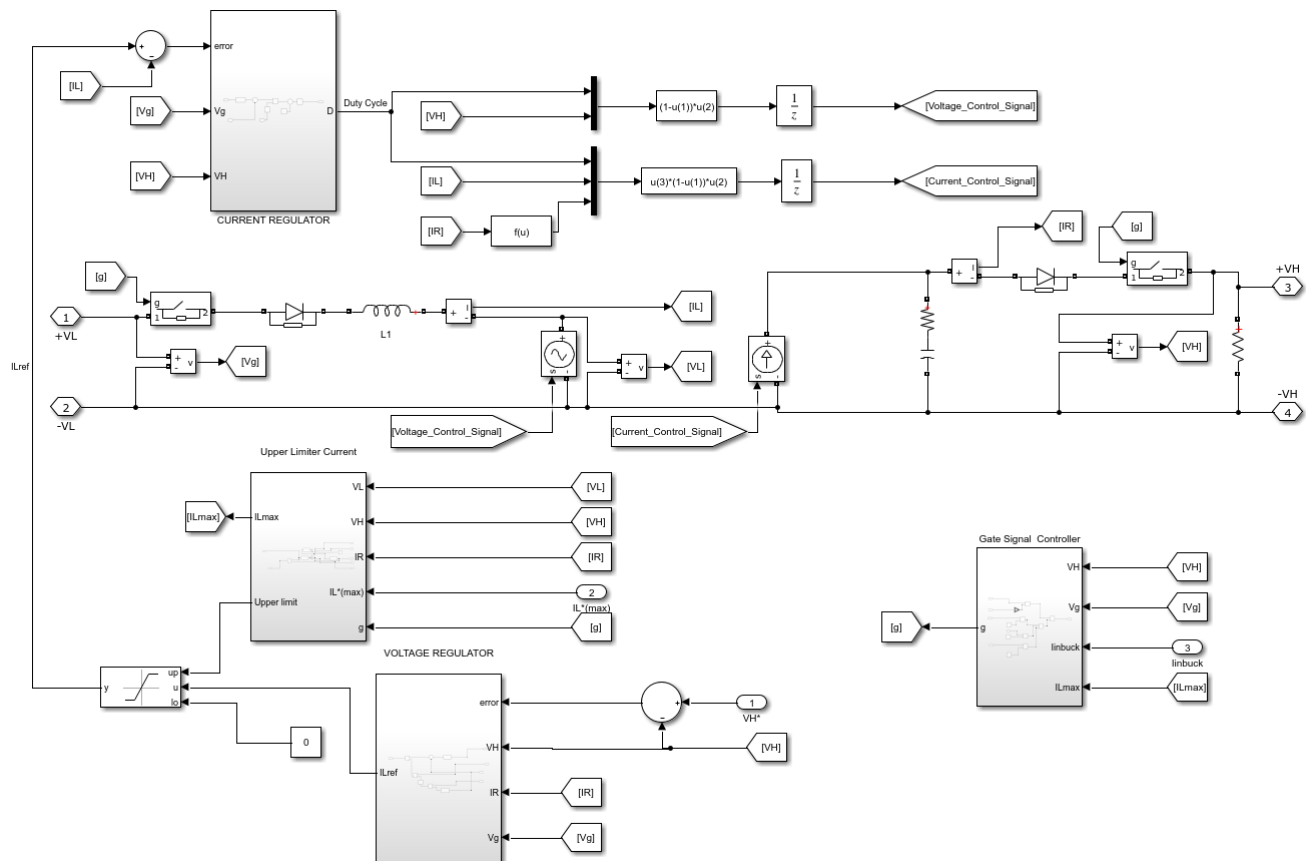 error
[IL]
[Vg]
Vg
D
[VH]
VH
CURRENT REGULATOR
Duty Cycle
[VH]
(1-u(1))*u(2)
1
z
[Voltage_Control_Signal]
[IL]
u(3)*(1-u(1))*u(2)
1
z
[Current_Control_Signal]
[IR]
f(u)
[g]
g
1
2
1
+VL
L1
+
-
I
[IL]
[Vg]
+
-
v
[VL]
+
-
v
s
+
-
ILref
2
-VL
[Voltage_Control_Signal]
[Current_Control_Signal]
s
+
-
[IR]
[g]
+
-
I
g
1
2
+VH
3
+
-
v
[VH]
-VH
4
Upper Limiter Current
VL
[VL]
[ILmax]
ILmax
VH
[VH]
IR
[IR]
IL*(max)
2
IL*(max)
Upper limit
g
[g]
Gate Signal Controller
VH
[VH]
Vg
[Vg]
[g]
g
Iinbuck
3
Iinbuck
ILmax
[ILmax]
VOLTAGE REGULATOR
y
up
u
lo
0
error
+
-
1
VH*
VH
[VH]
ILref
IR
[IR]
Vg
[Vg]